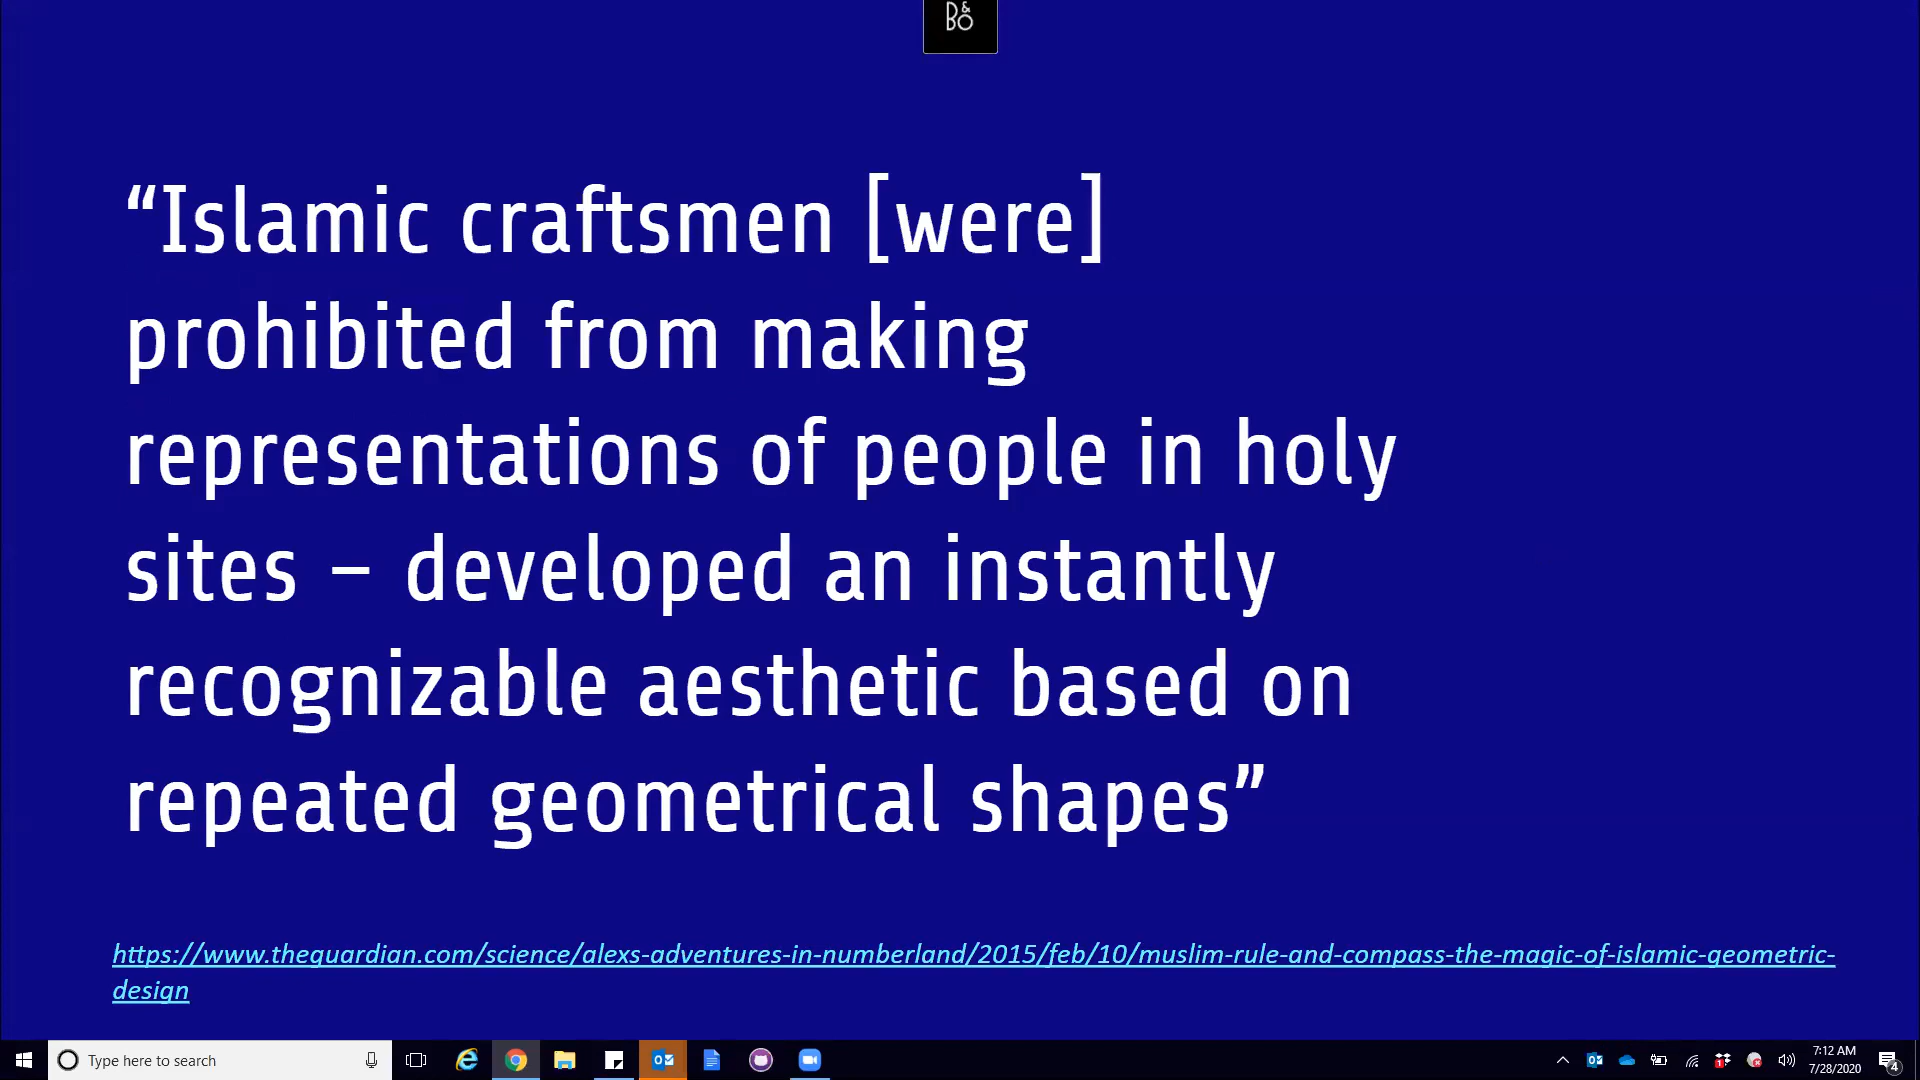 B&O
“Islamic craftsmen [were]
prohibited from making
representations of people in holy
sites – developed an instantly
recognizable aesthetic based on
repeated geometrical shapes”
https://www.theguardian.com/science/alexs-adventures-in-numberland/2015/feb/10/muslim-rule-and-compass-the-magic-of-islamic-geometric-
design
Type here to search
7:12 AM
7/28/2020
4